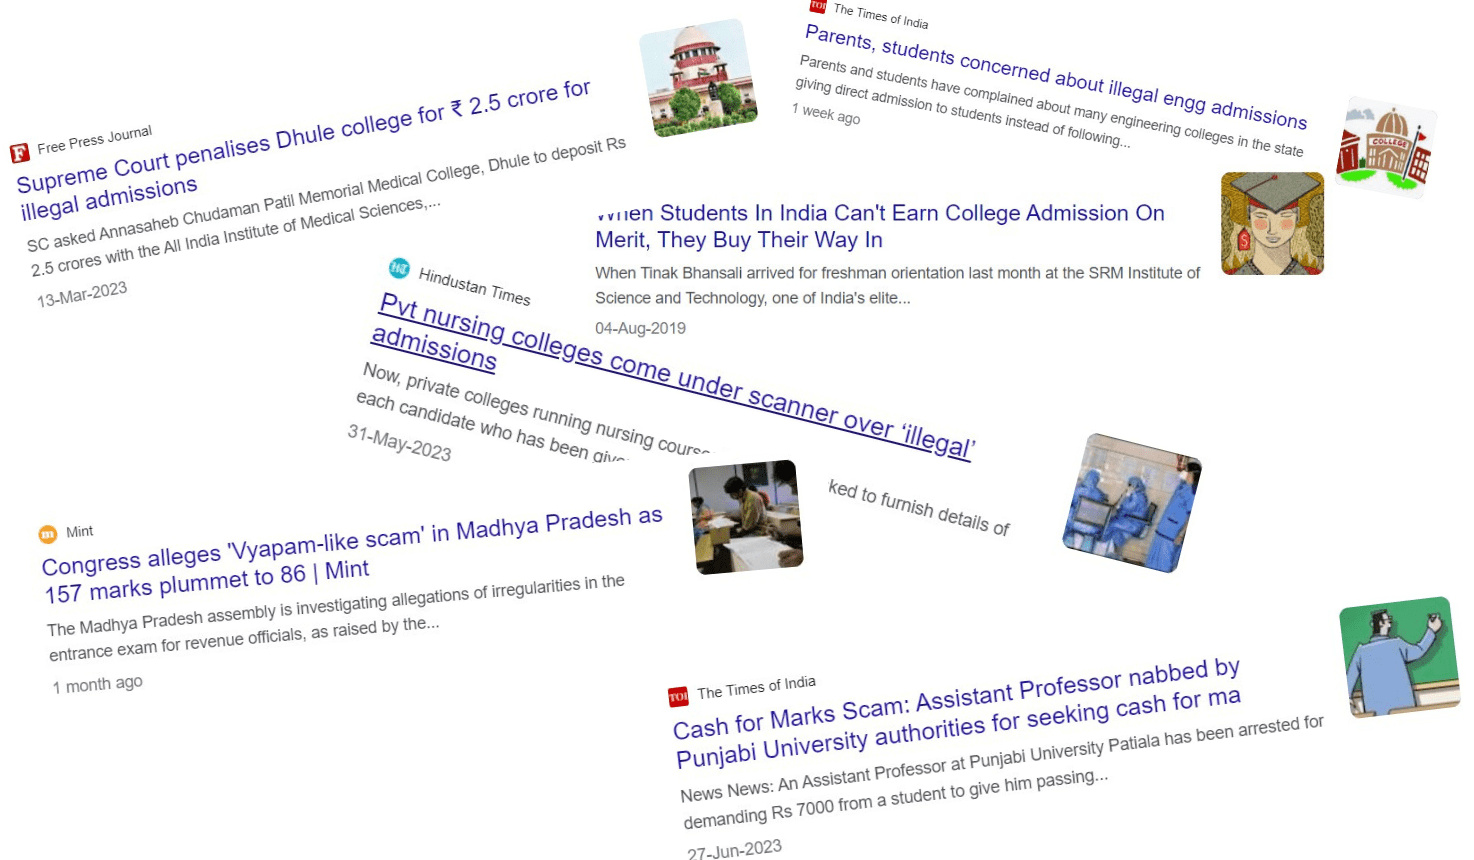 Free Press Journal
Supreme Court penalises Dhule college for ₹ 2.5 crore for
illegal admissions
SC asked Annasaheb Chudaman Patil Memorial Medical College, Dhule to deposit Rs
2.5 crores with the All India Institute of Medical Sciences,...
13-Mar-2023
TOI The Times of India
Parents, students concerned about illegal engg admissions
Parents and students have complained about many engineering colleges in the state
giving direct admission to students instead of following...
1 week ago
COLLEGE
When Students In India Can't Earn College Admission On
Merit, They Buy Their Way In
When Tinak Bhansali arrived for freshman orientation last month at the SRM Institute of
Science and Technology, one of India's elite...
04-Aug-2019
$
HT Hindustan Times
Pvt nursing colleges come under scanner over ‘illegal’
admissions
Now, private colleges running nursing course
ked to furnish details of
each candidate who has been give
31-May-2023
m Mint
Congress alleges 'Vyapam-like scam' in Madhya Pradesh as
157 marks plummet to 86 | Mint
The Madhya Pradesh assembly is investigating allegations of irregularities in the
entrance exam for revenue officials, as raised by the...
1 month ago
TOI The Times of India
Cash for Marks Scam: Assistant Professor nabbed by
Punjabi University authorities for seeking cash for ma
News News: An Assistant Professor at Punjabi University Patiala has been arrested for
demanding Rs 7000 from a student to give him passing...
27-Jun-2023